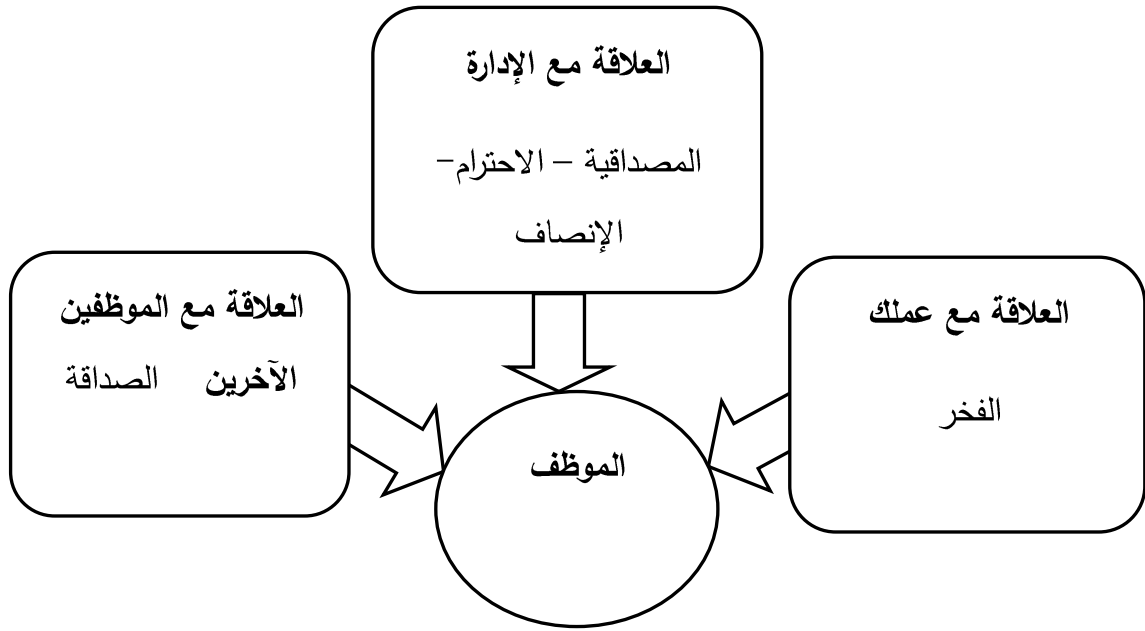 العلاقة مع الإدارة
المصداقية – الاحترام–
الإنصاف
العلاقة مع عملك
الفخر
العلاقة مع الموظفين
الآخرين الصداقة
الموظف